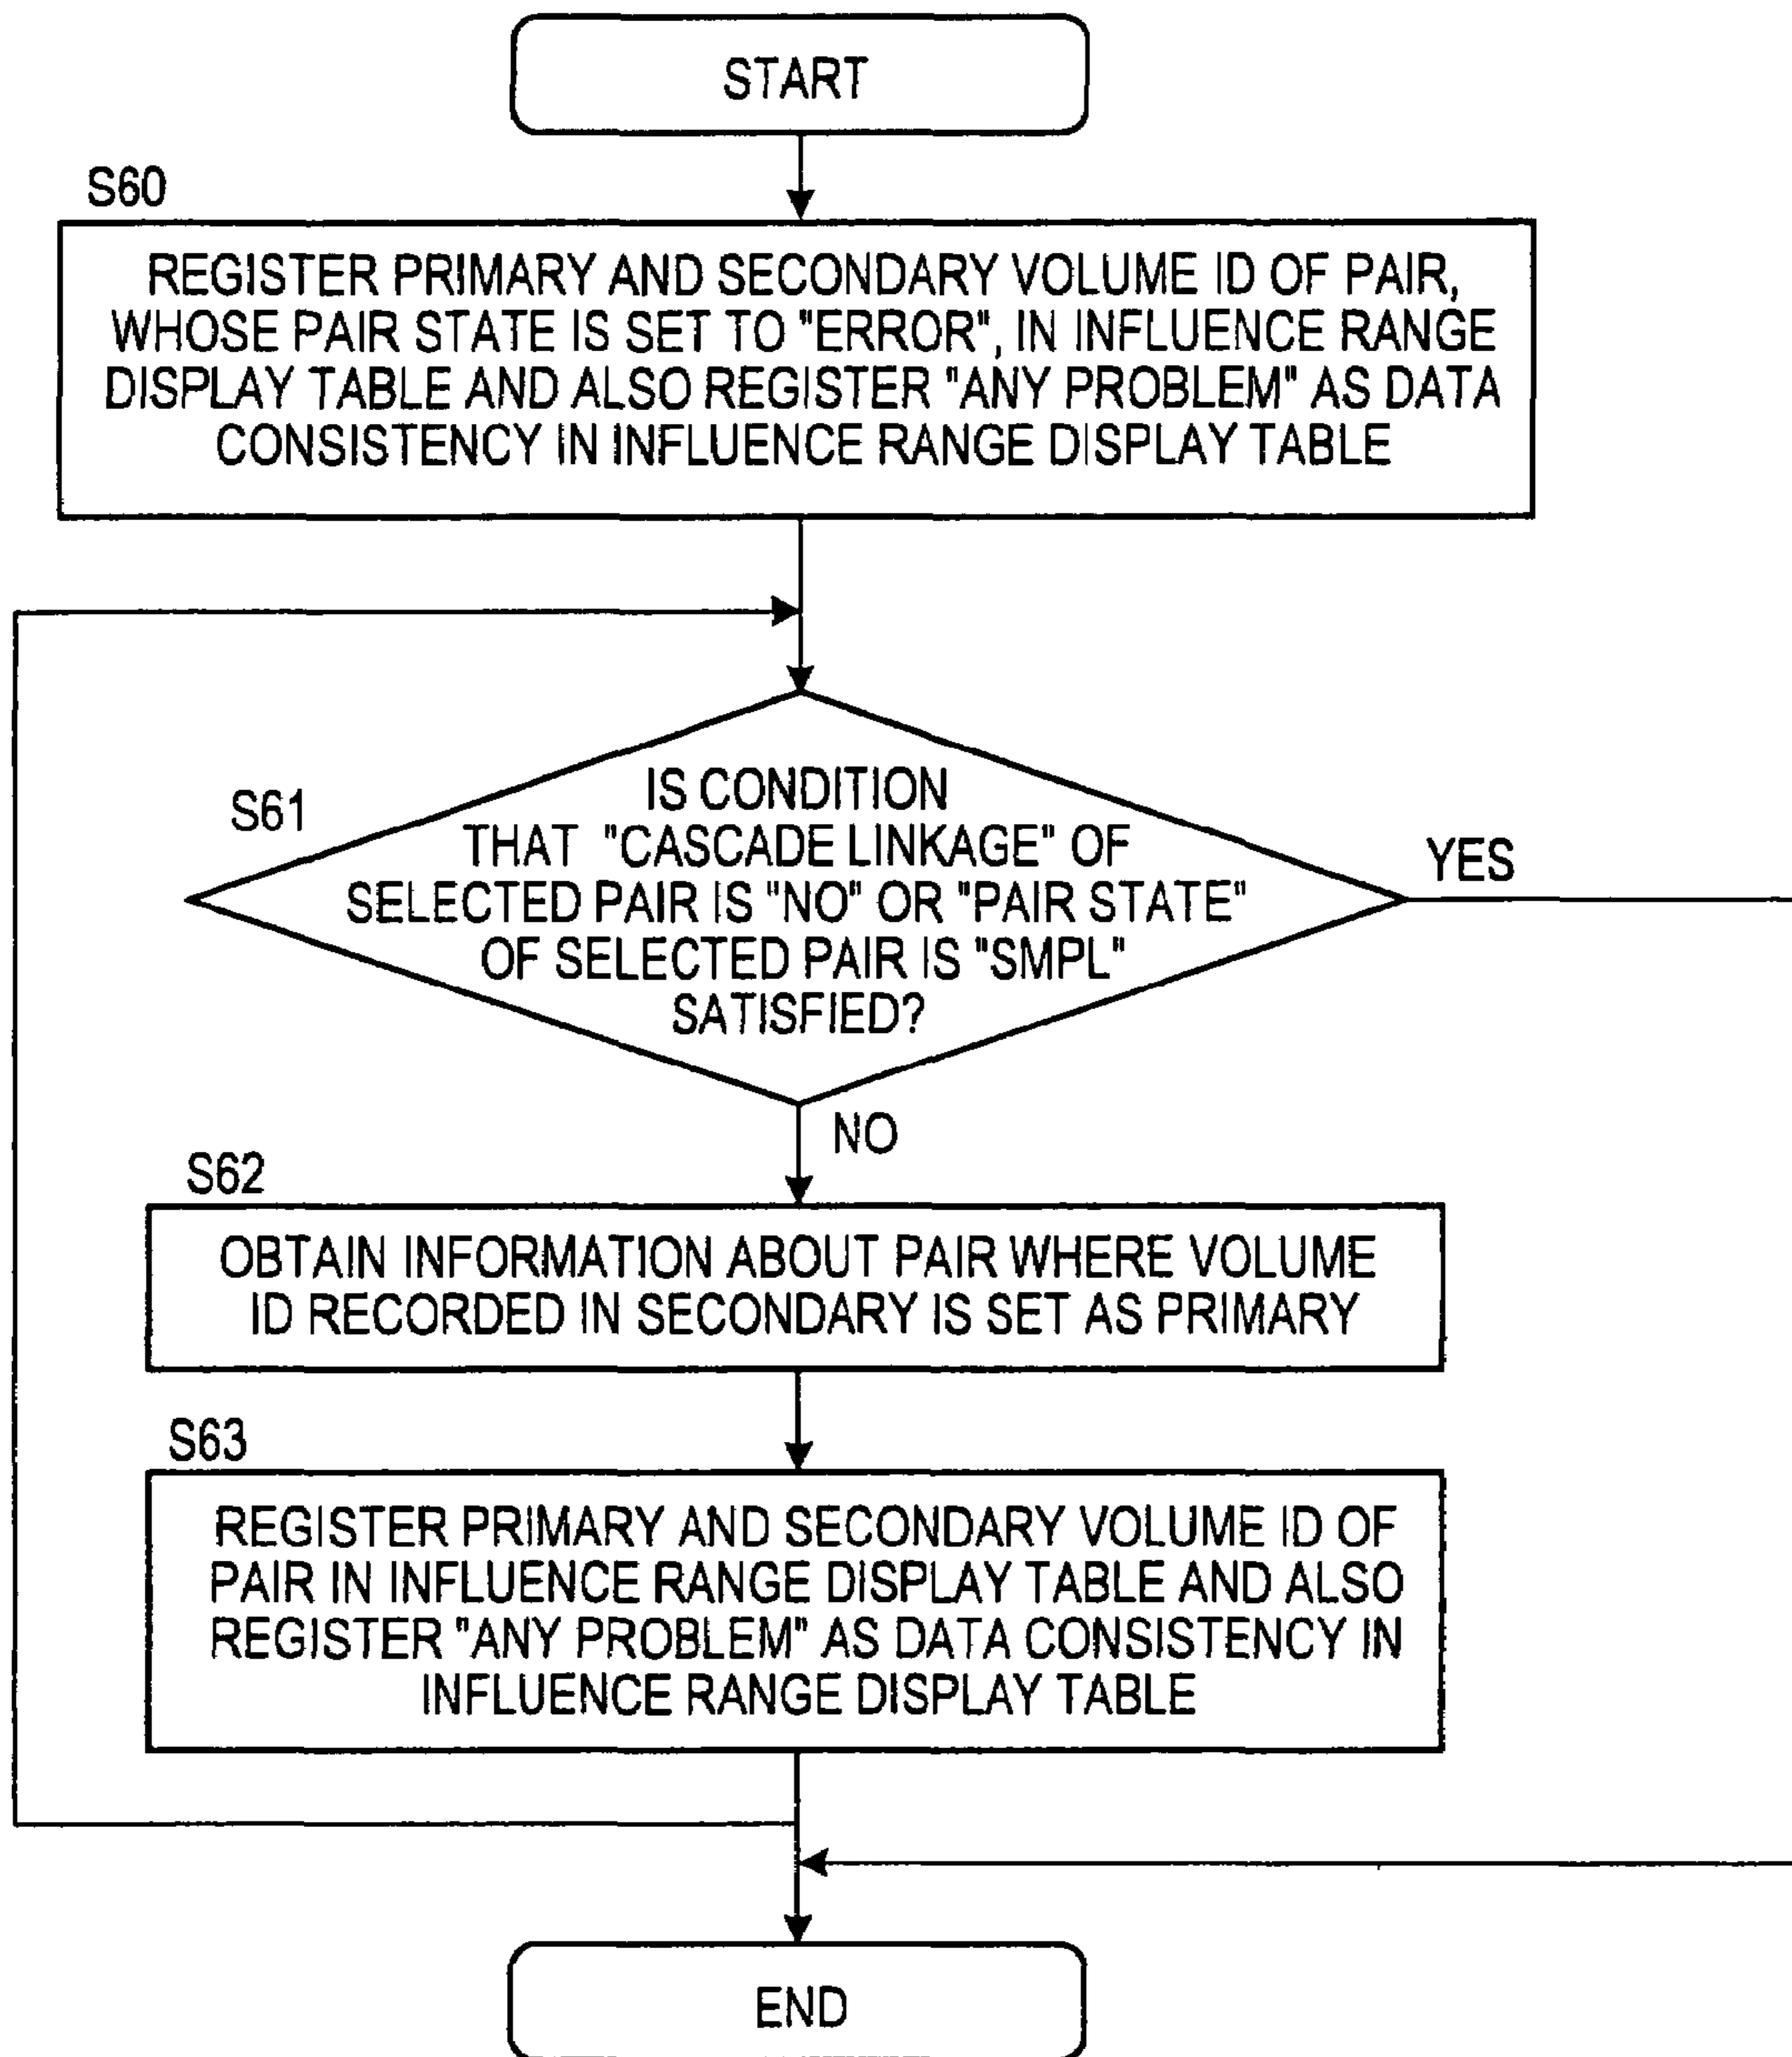 START
S60
REGISTER PRIMARY AND SECONDARY VOLUME ID OF PAIR,
WHOSE PAIR STATE IS SET TO "ERROR", IN INFLUENCE RANGE
DISPLAY TABLE AND ALSO REGISTER "ANY PROBLEM" AS DATA
CONSISTENCY IN INFLUENCE RANGE DISPLAY TABLE
S61
IS CONDITION
THAT "CASCADE LINKAGE" OF
SELECTED PAIR IS "NO" OR "PAIR STATE"
OF SELECTED PAIR IS "SMPL"
SATISFIED?
YES
NO
S62
OBTAIN INFORMATION ABOUT PAIR WHERE VOLUME
ID RECORDED IN SECONDARY IS SET AS PRIMARY
S63
REGISTER PRIMARY AND SECONDARY VOLUME ID OF
PAIR IN INFLUENCE RANGE DISPLAY TABLE AND ALSO
REGISTER "ANY PROBLEM" AS DATA CONSISTENCY IN
INFLUENCE RANGE DISPLAY TABLE
END